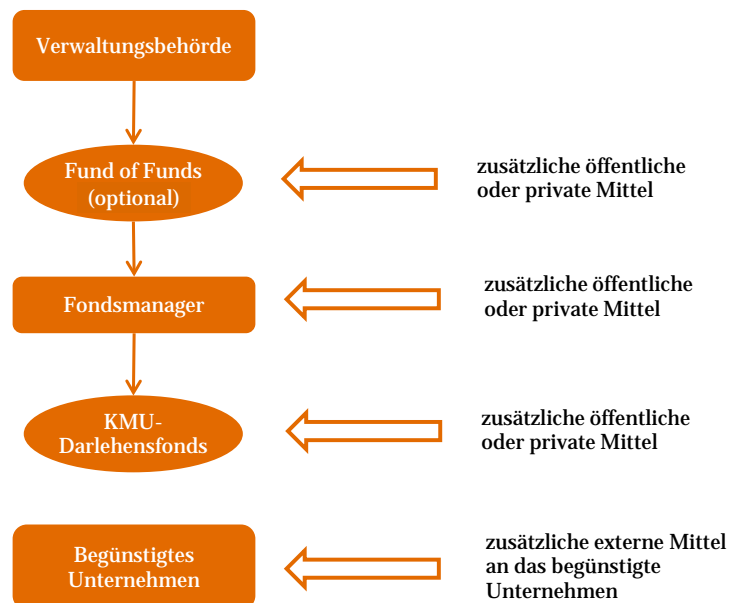 Verwaltungsbehörde
Fund of Funds
(optional)
zusätzliche öffentliche
oder private Mittel
Fondsmanager
zusätzliche öffentliche
oder private Mittel
KMU-
Darlehensfonds
zusätzliche öffentliche
oder private Mittel
Begünstigtes
Unternehmen
zusätzliche externe Mittel
an das begünstigte
Unternehmen